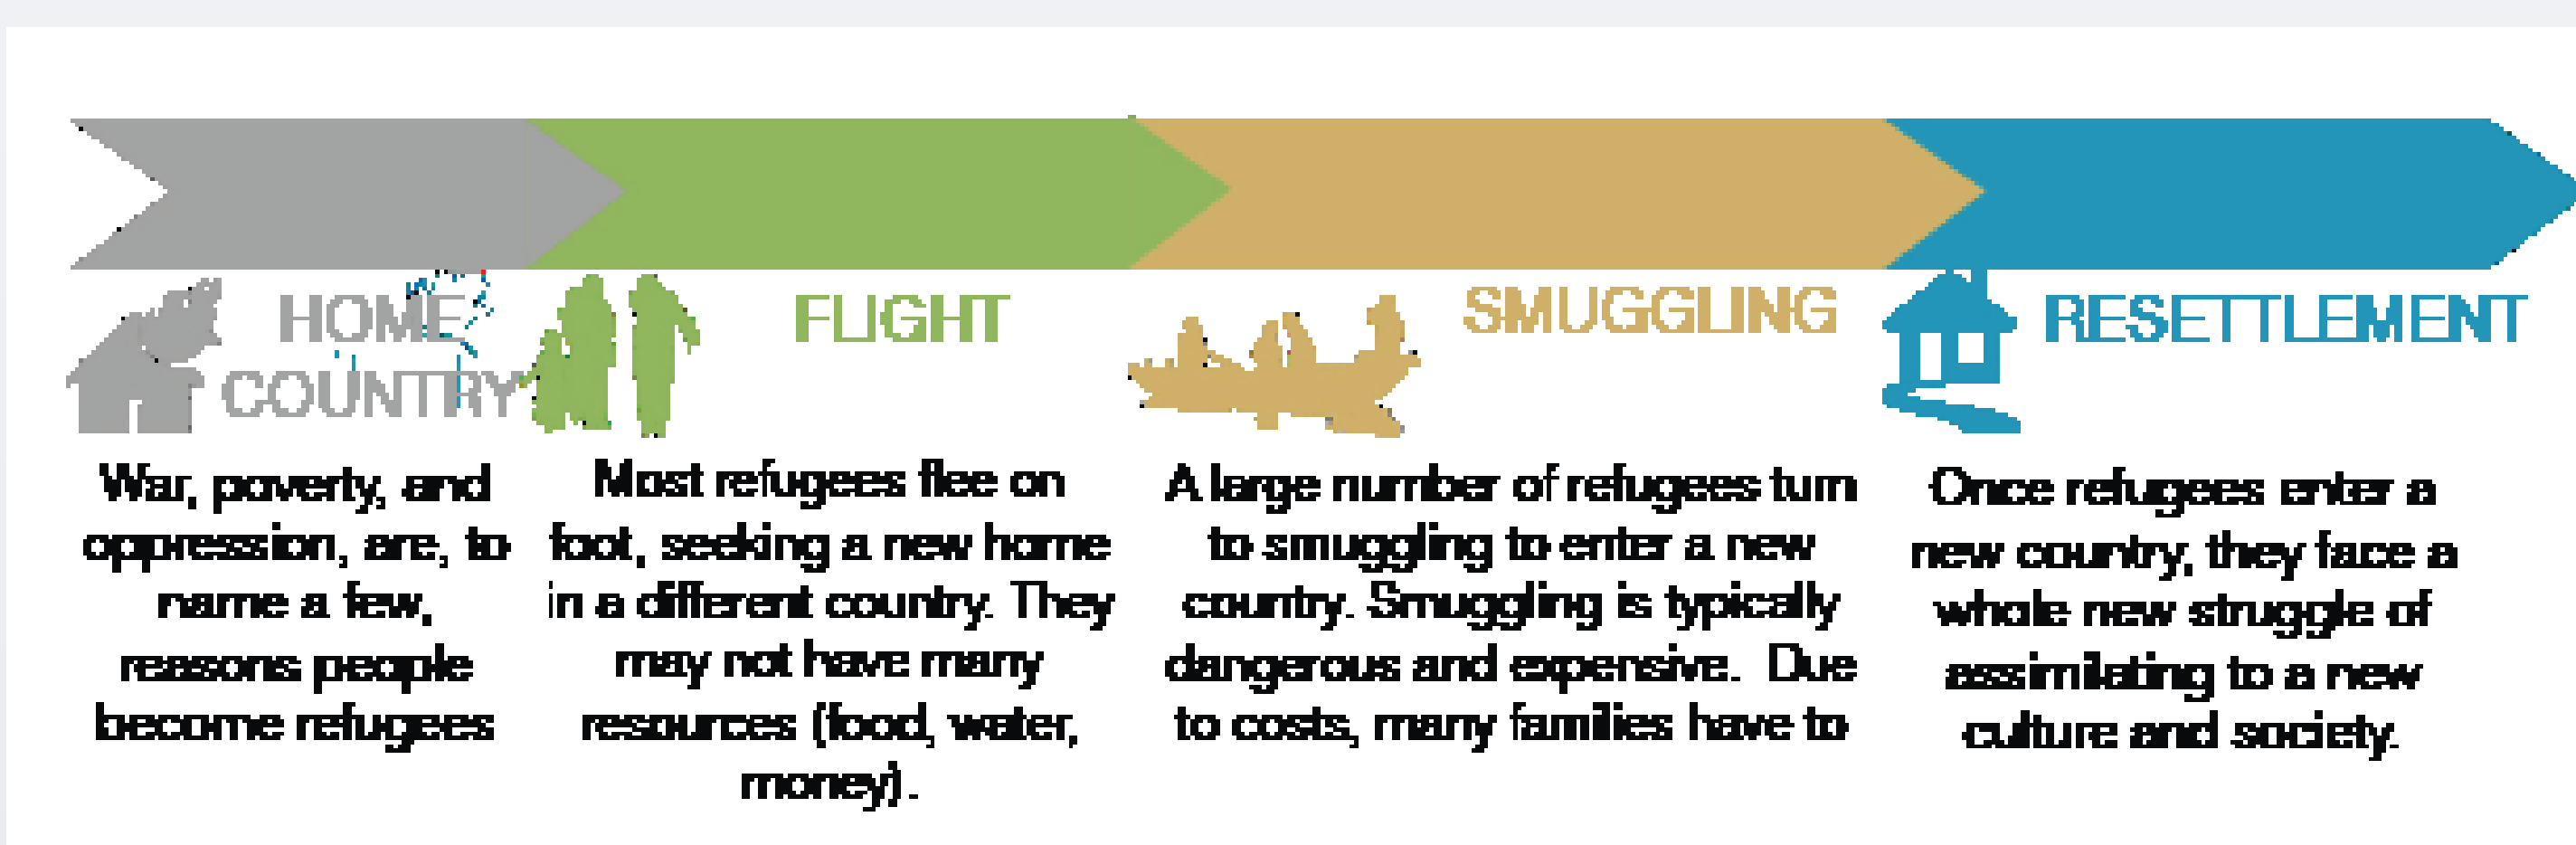 HOME
COUNTRY
War, poverty, and
oppression, are, to
name a few,
reasons people
become refugees
FLIGHT
Most refugees flee on
foot, seeking a new home
in a different country. They
may not have many
resources (food, water,
money).
SMUGGLING
A large number of refugees turn
to smuggling to enter a new
country. Smuggling is typically
dangerous and expensive. Due
to costs, many families have to
RESETTLEMENT
Once refugees enter a
new country, they face a
whole new struggle of
assimilating to a new
culture and society.